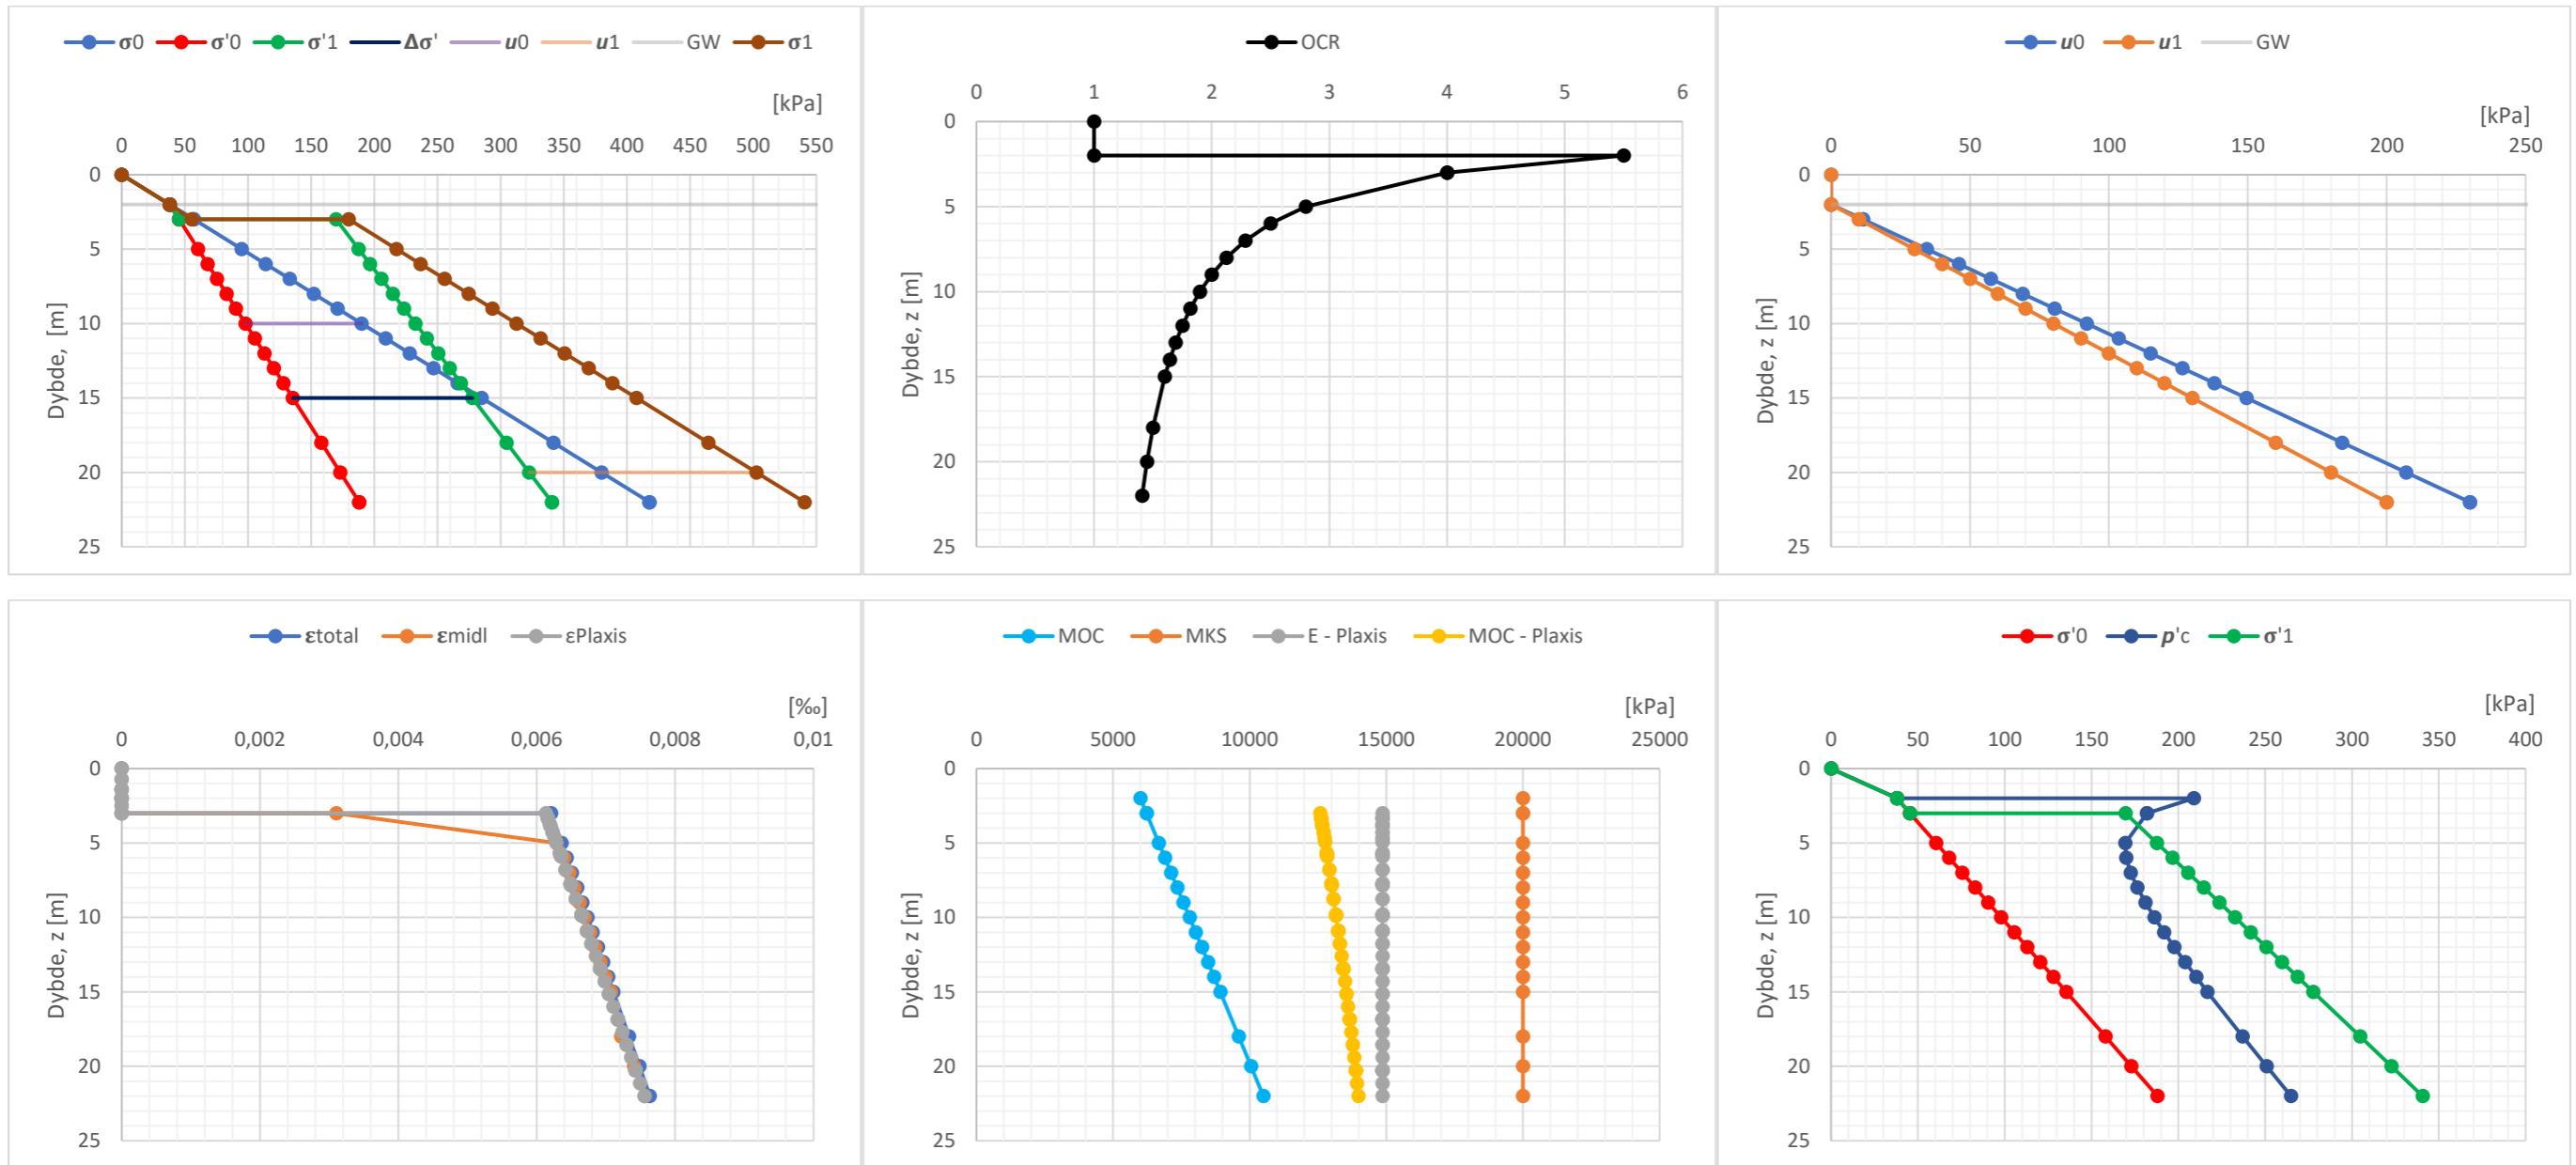 σ0 σ'0 σ'1 Δσ' u0 u1 GW σ1
[kPa]
0 50 100 150 200 250 300 350 400 450 500 550
0
5
10
15
20
25
Dybde, [m]
OCR
0 1 2 3 4 5 6
0
5
10
15
20
25
Dybde, z [m]
u0 u1 GW
[kPa]
0 50 100 150 200 250
0
5
10
15
20
25
Dybde, z [m]
εtotal εmidl εPlaxis
[‰]
0 0,002 0,004 0,006 0,008 0,01
0
5
10
15
20
25
Dybde, z [m]
MOC MKS E - Plaxis MOC - Plaxis
[kPa]
0 5000 10000 15000 20000 25000
0
5
10
15
20
25
Dybde, z [m]
σ'0 p'c σ'1
[kPa]
0 50 100 150 200 250 300 350 400
0
5
10
15
20
25
Dybde, z [m]